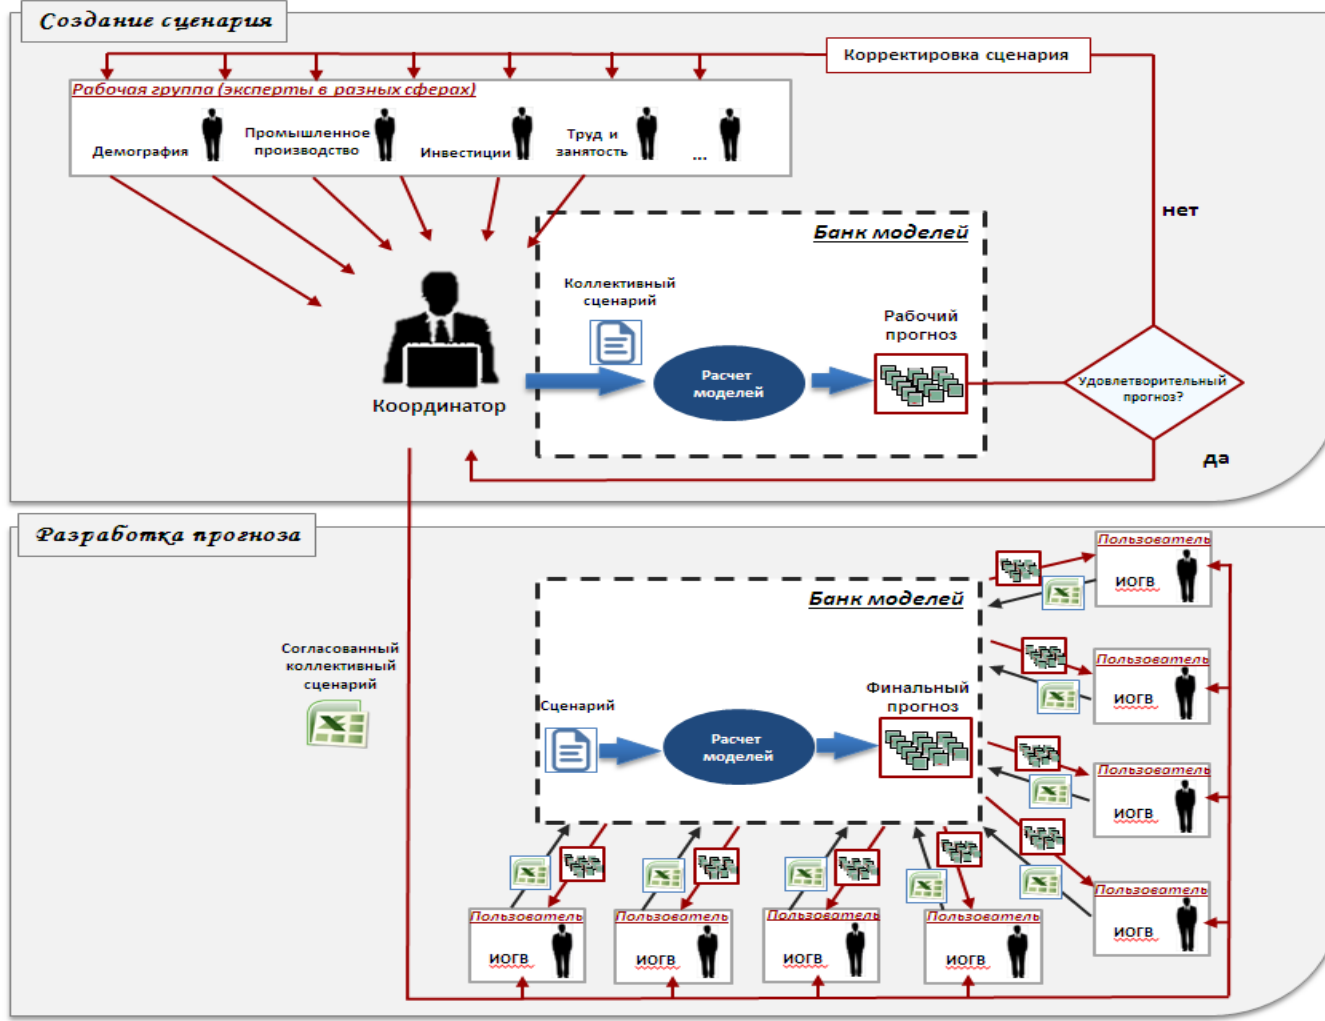 Создание сценария
Корректировка сценария
Рабочая группа (эксперты в разных сферах)
Демография
Промышленное
производство
Инвестиции
Труд и
занятость
...
нет
Банк моделей
Коллективный
сценарий
Рабочий
прогноз
Расчет
моделей
Удовлетворительный
прогноз?
Координатор
да
Разработка прогноза
Согласованный
коллективный
сценарий
Банк моделей
Сценарий
Расчет
моделей
Финальный
прогноз
Пользователь
ИОГВ
Пользователь
ИОГВ
Пользователь
ИОГВ
Пользователь
ИОГВ
Пользователь
ИОГВ
Пользователь
ИОГВ
Пользователь
ИОГВ
Пользователь
ИОГВ